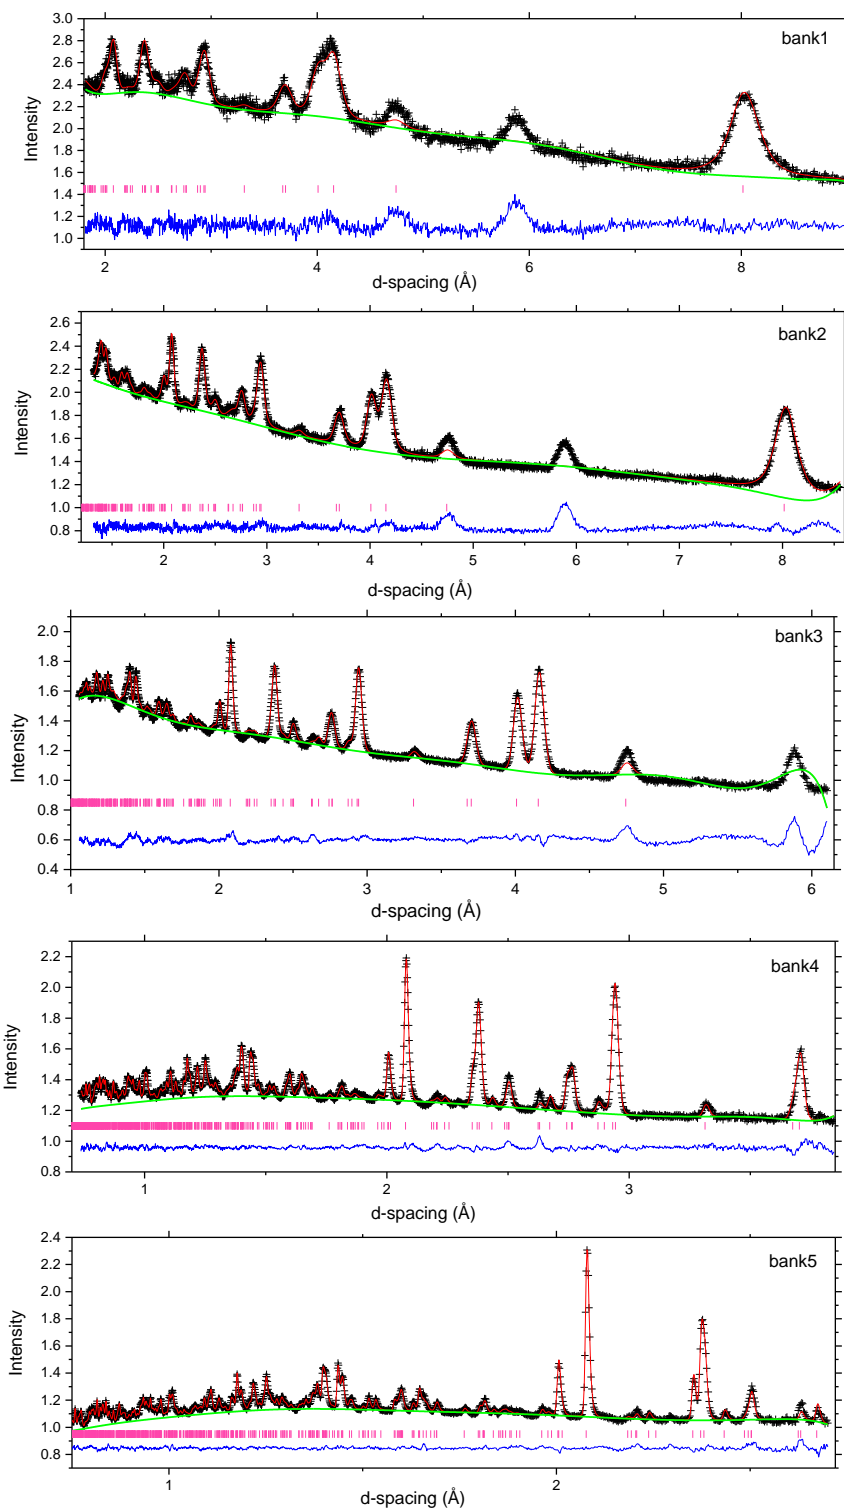 3.0
2.8
2.6
2.4
2.2
2.0
1.8
1.6
1.4
1.2
1.0
Intensity
bank1
2 4 6 8
d-spacing (Å)
2.6
2.4
2.2
2.0
1.8
1.6
1.4
1.2
1.0
0.8
Intensity
bank2
2 3 4 5 6 7 8
d-spacing (Å)
2.0
1.8
1.6
1.4
1.2
1.0
0.8
0.6
0.4
Intensity
bank3
1 2 3 4 5 6
d-spacing (Å)
2.2
2.0
1.8
1.6
1.4
1.2
1.0
0.8
Intensity
bank4
1 2 3
d-spacing (Å)
2.4
2.2
2.0
1.8
1.6
1.4
1.2
1.0
0.8
Intensity
bank5
1 2
d-spacing (Å)